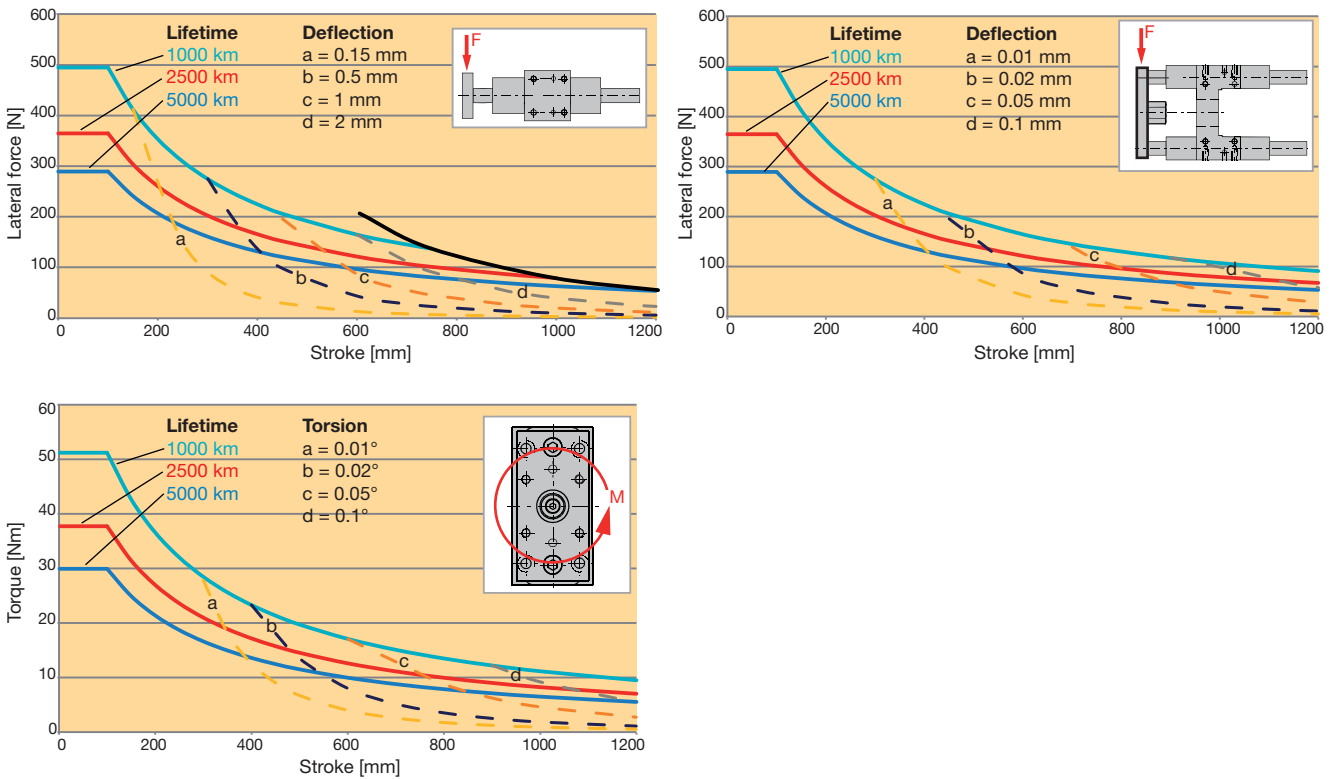 600
500
400
300
200
100
0
Lateral force [N]
Lifetime
1000 km
2500 km
5000 km
Deflection
a = 0.15 mm
b = 0.5 mm
c = 1 mm
d = 2 mm
F
a
b
c
d
0 200 400 600 800 1000 1200
Stroke [mm]
600
500
400
300
200
100
0
Lateral force [N]
Lifetime
1000 km
2500 km
5000 km
Deflection
a = 0.01 mm
b = 0.02 mm
c = 0.05 mm
d = 0.1 mm
F
a
b
c
d
0 200 400 600 800 1000 1200
Stroke [mm]
60
50
40
30
20
10
0
Torque [Nm]
Lifetime
1000 km
2500 km
5000 km
Torsion
a = 0.01°
b = 0.02°
c = 0.05°
d = 0.1°
M
a
b
c
d
0 200 400 600 800 1000 1200
Stroke [mm]